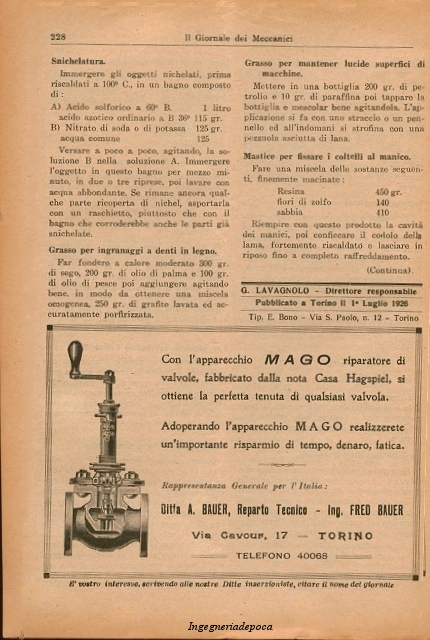 228
Il Giornale dei Meccanici
Snichelatura.
Immergere gli oggetti nichelati, prima
riscaldati a 100º C., in un bagno composto
di :
A) Acido solforico a 60º B. 1 litro
acido azotico ordinario a B 36º 115 gr.
B) Nitrato di soda o di potassa 125 gr.
acqua comune 125
Versare a poco a poco, agitando, la so-
luzione B nella soluzione A. Immergere
l'oggetto in questo bagno per mezzo mi-
nuto, in due o tre riprese, poi lavare con
acqua abbondante. Se rimane ancora qual-
che parte ricoperta di nichel, asportarla
con un raschietto, piuttosto che con il
bagno che corroderebbe anche le parti già
snichelate.
Grasso per ingranaggi a denti in legno.
Far fondere a calore moderato 300 gr.
di sego, 200 gr. di olio di palma e 100 gr.
di olio di pesce poi aggiungere agitando
bene, in modo da ottenere una miscela
omogenea, 250 gr. di grafite lavata ed ac-
curatamente porfirizzata.
Grasso per mantener lucide superfici di
macchine.
Mettere in una bottiglia 200 gr. di pe-
trolio e 10 gr. di paraffina poi tappare la
bottiglia e mescolar bene agitandola. L'ap-
plicazione si fa con uno straccio o un pen-
nello ed all'indomani si strofina con una
pezzuola asciutta di lana.
Mastice per fissare i coltelli al manico.
Fare una miscela delle sostanze seguen-
ti, finemente macinate :
Resina 450 gr.
fiori di zolfo 140
sabbia 410
Riempire con questo prodotto la cavità
dei manici, poi conficcare il codolo della
lama, fortemente riscaldato e lasciare in
riposo fino a completo raffreddamento.
(Continua).
G. LAVAGNOLO - Direttore responsabile
Pubblicato a Torino il 1º Luglio 1926
Tip. E. Bono - Via S. Paolo, n. 12 - Torino
Con l'apparecchio MAGO riparatore di
valvole, fabbricato dalla nota Casa Hagspiel, si
ottiene la perfetta tenuta di qualsiasi valvola.
Adoperando l'apparecchio MAGO realizzerete
un'importante risparmio di tempo, denaro, fatica.
Rappresentanza Generale per l'Italia :
Ditta A. BAUER, Reparto Tecnico - Ing. FRED BAUER
Via Cavour, 17 — TORINO
TELEFONO 40068
E' vostro interesse, scrivendo alle nostre Ditte inserzioniste, citare il nome del giornale
Ingegneriadepoca